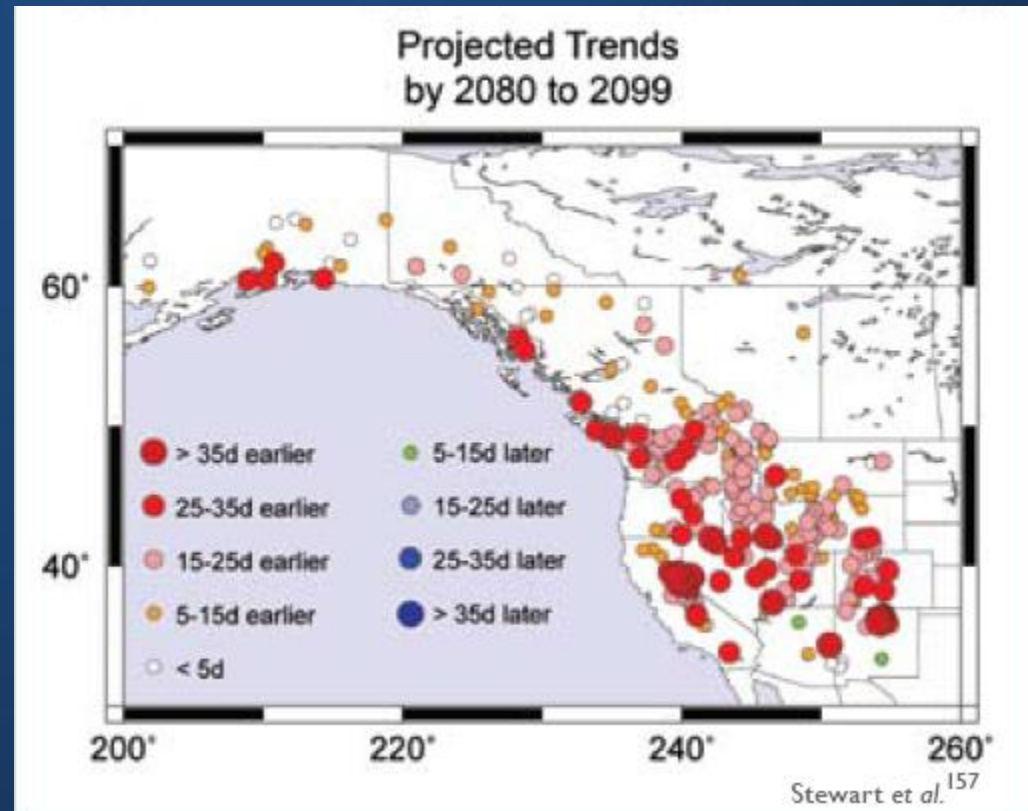 Projected Trends
by 2080 to 2099
60°
40°
> 35d earlier
25-35d earlier
15-25d earlier
5-15d earlier
< 5d
5-15d later
15-25d later
25-35d later
> 35d later
200°
220°
240°
260°
Stewart et al.157